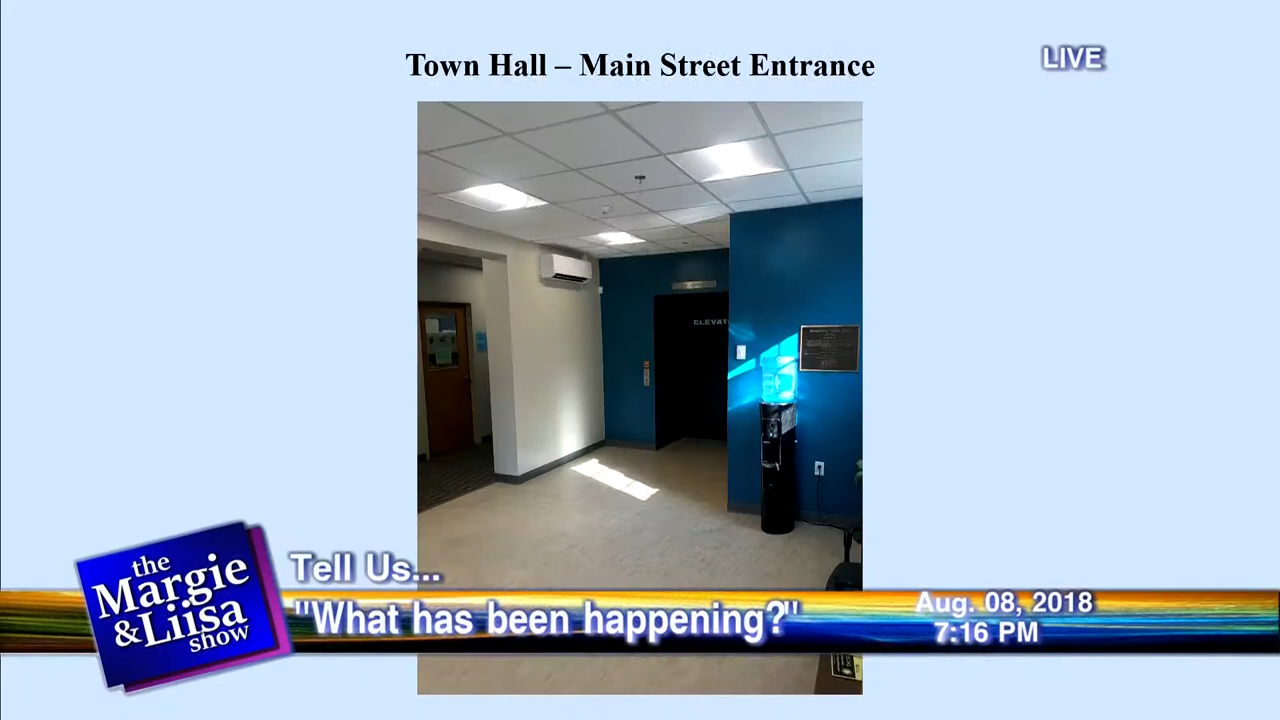 Town Hall – Main Street Entrance
LIVE
ELEVAT
the
Margie
& Liisa
show
Tell Us...
"What has been happening?"
Aug. 08, 2018
7:16 PM